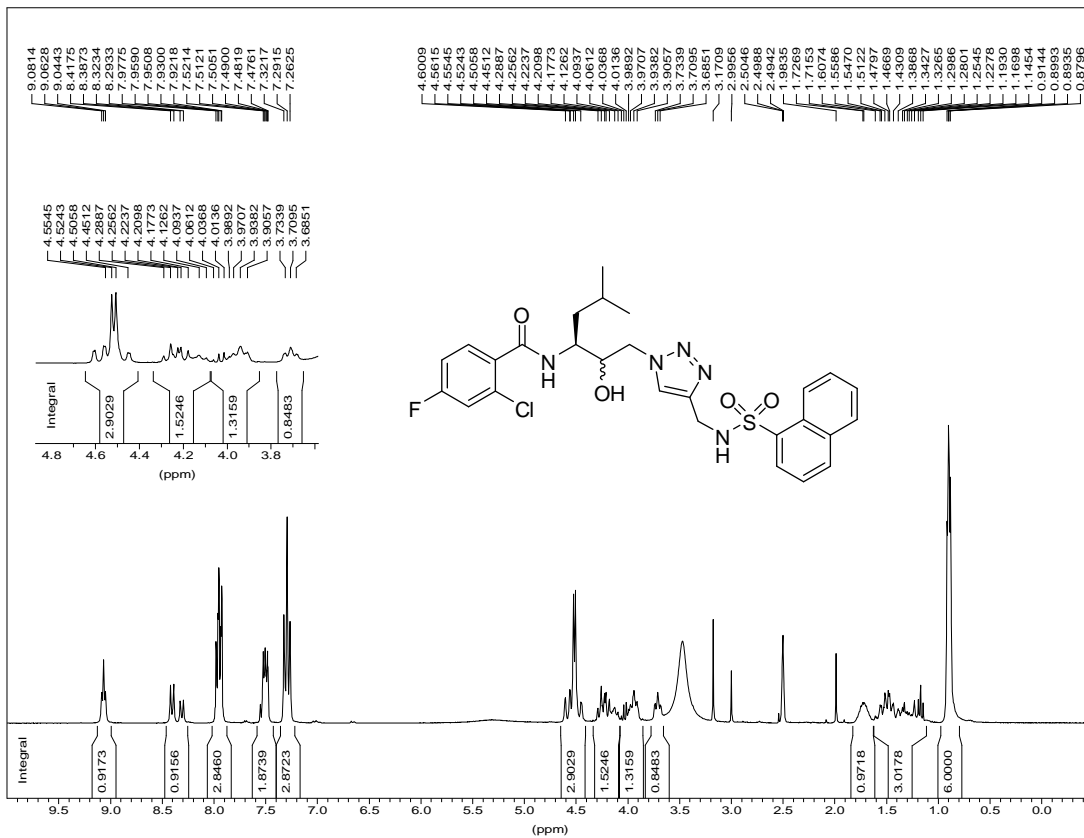 9.0814 9.0628 9.0443 8.4175 8.3873 8.3234 8.2933 7.9775 7.9590 7.9508 7.9300 7.9218 7.5214 7.5121 7.5051 7.4900 7.4819 7.4761 7.3217 7.2915 7.2625
4.6009 4.5615 4.5545 4.5243 4.5058 4.4512 4.2887 4.2562 4.2237 4.2098 4.1773 4.1262 4.0937 4.0612 4.0368 4.0136 3.9892 3.9707 3.9382 3.9057 3.7339 3.7095 3.6851 3.1709 2.9956 2.5046 2.4988 2.4942 1.9835 1.7269 1.7153 1.6074 1.5586 1.5470 1.5122 1.4797 1.4669 1.4309 1.3868 1.3427 1.3265 1.2986 1.2801 1.2545 1.2278 1.1930 1.1698 1.1454 0.9144 0.8993 0.8935 0.8796
4.5545 4.5243 4.5058 4.4512 4.2887 4.2562 4.2237 4.2098 4.1773 4.1262 4.0937 4.0612 4.0368 4.0136 3.9892 3.9707 3.9382 3.9057 3.7339 3.7095 3.6851
Integral
2.9029 1.5246 1.3159 0.8483
4.8 4.6 4.4 4.2 4.0 3.8
(ppm)
O
N
H
F
Cl
OH
N
N
N
N
H
S
O O
Integral
0.9173 0.9156 2.8460 1.8739 2.8723 2.9029 1.5246 1.3159 0.8483 0.9718 3.0178 6.0000
9.5 9.0 8.5 8.0 7.5 7.0 6.5 6.0 5.5 5.0 4.5 4.0 3.5 3.0 2.5 2.0 1.5 1.0 0.5 0.0
(ppm)